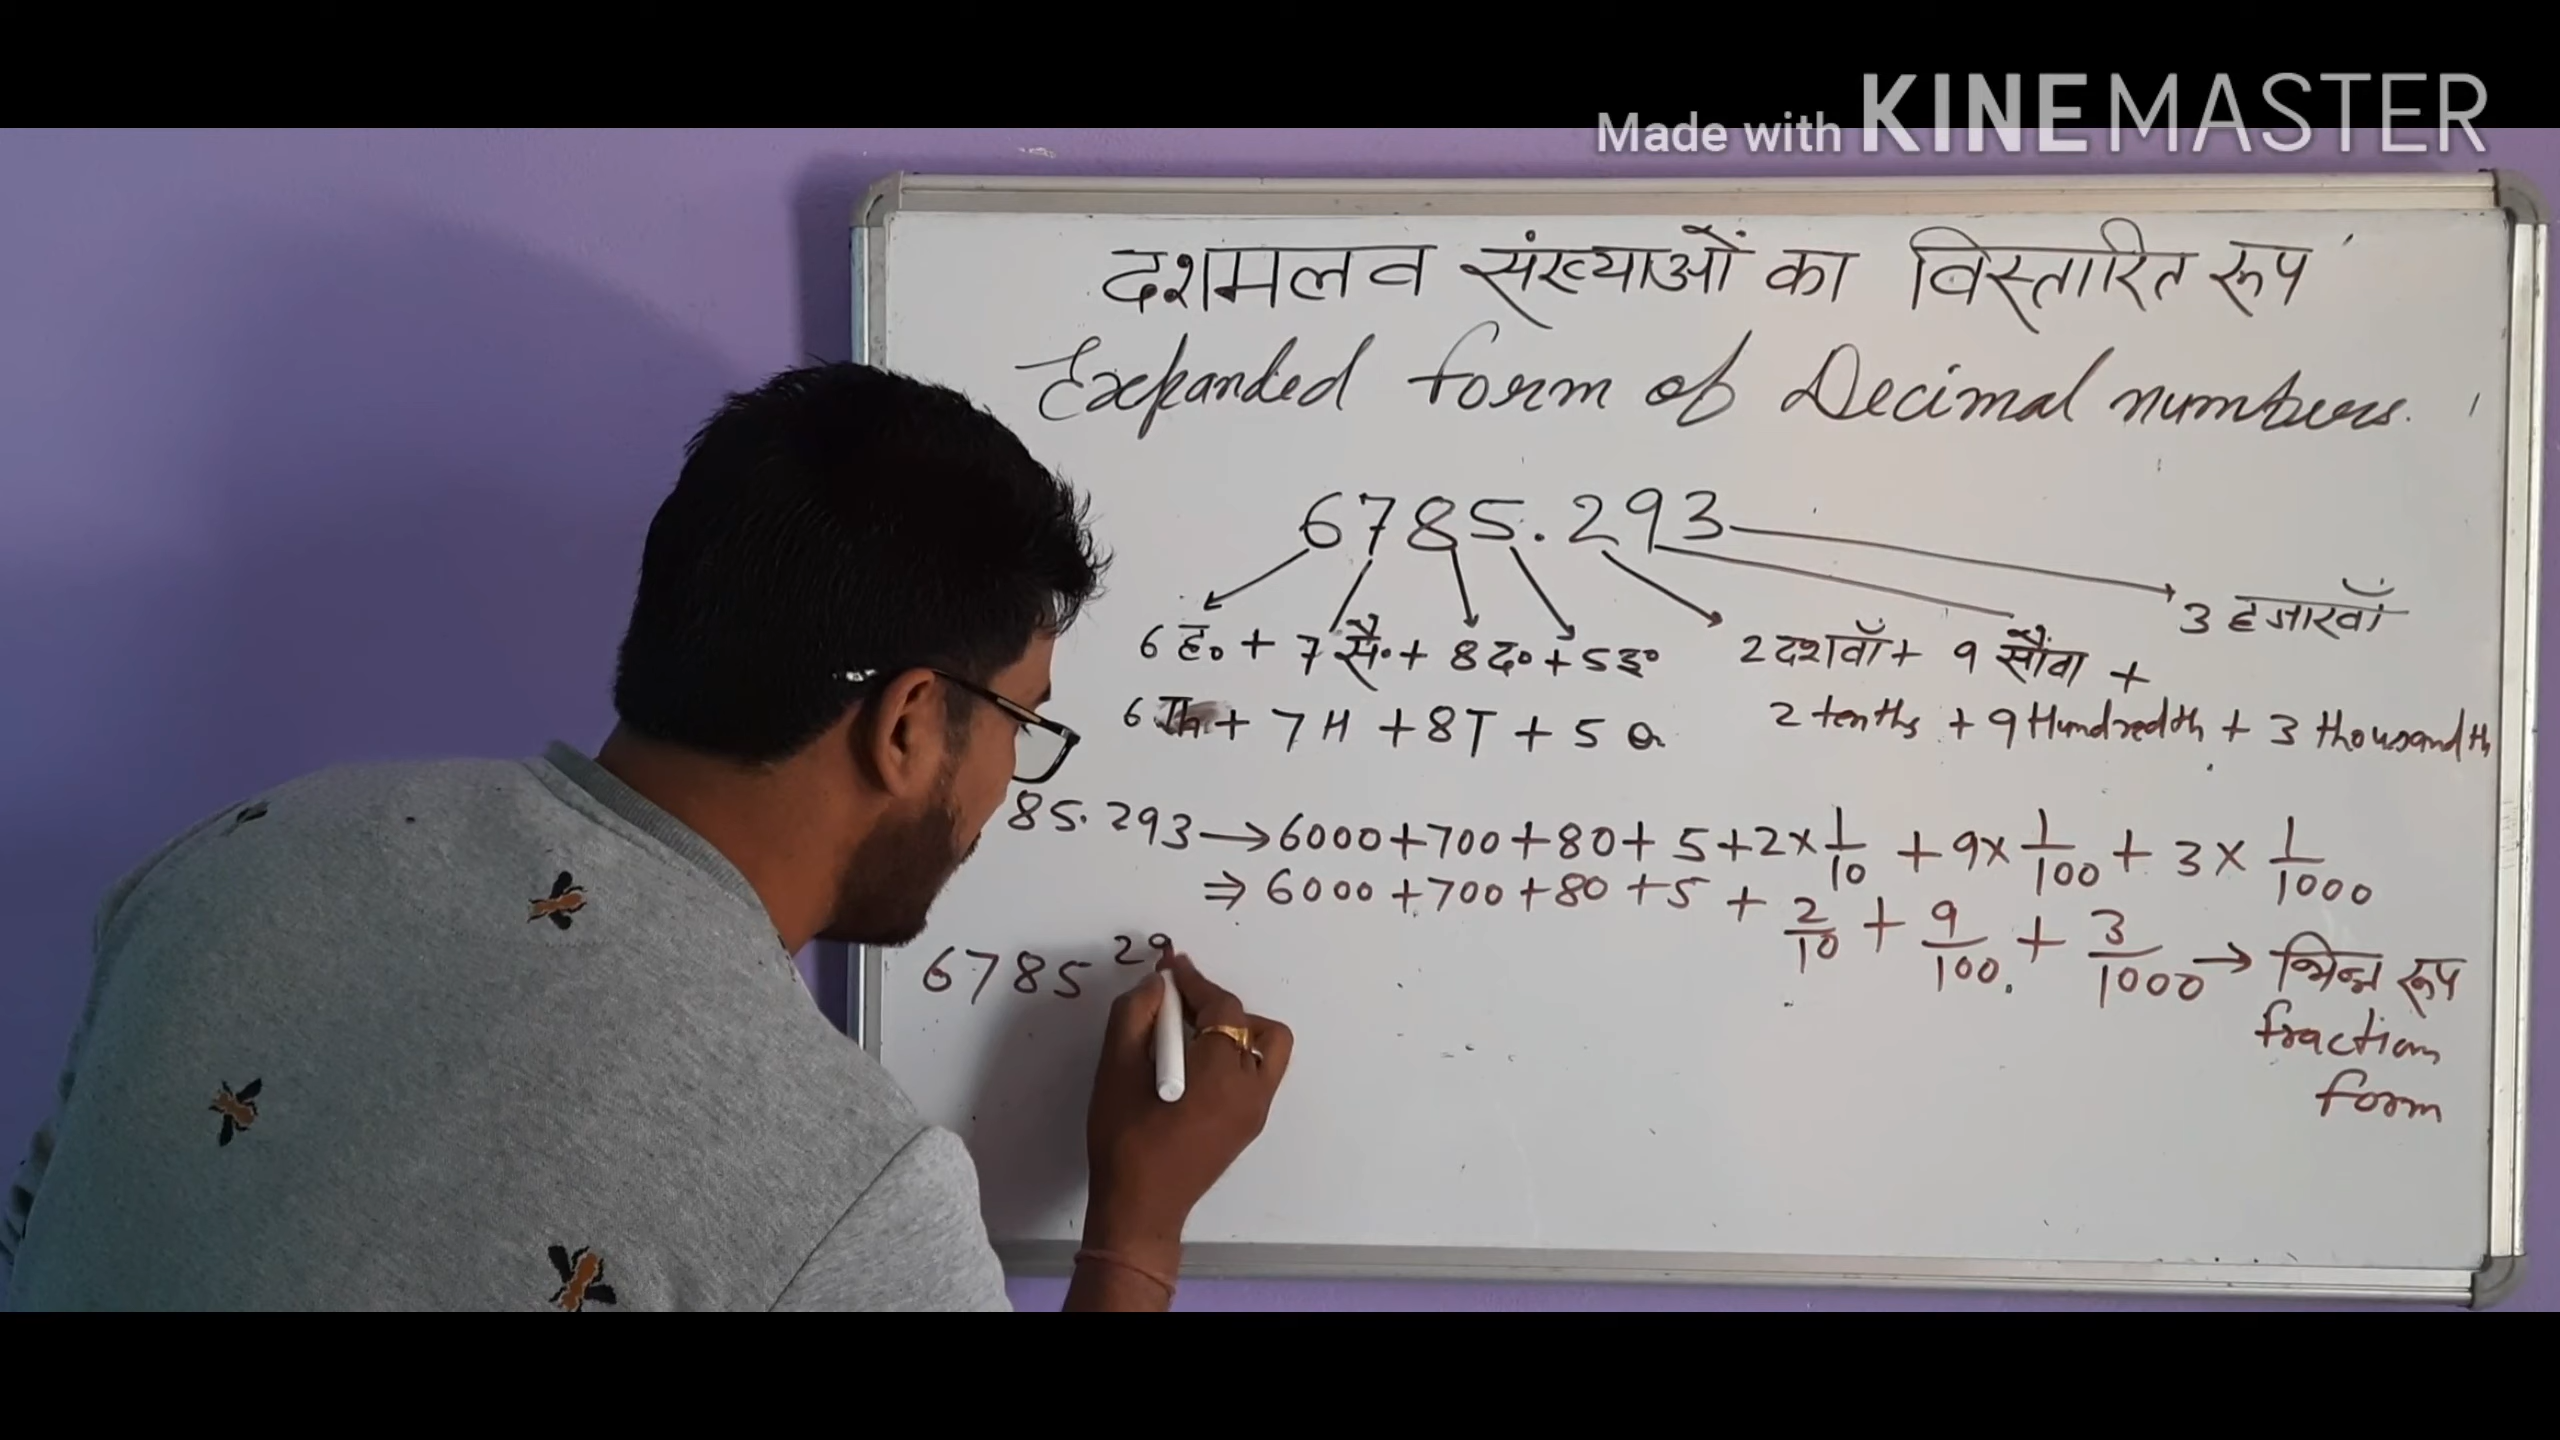 Made with KINEMASTER
दशमलव संख्याओं का विस्तारित रूप
Expanded form of Decimal numbers.
6785.293
3 हजारवाँ
6 ह० + 7 सै० + 8 द० + 5 इ० 2 दशवाँ + 9 सौवां +
6 Th + 7 H + 8T + 5 O 2 tenths + 9 Hundredth + 3 thousandth
85.293 → 6000+700+80+ 5+2×1/10 + 9×1/100 + 3×1/1000
⇒ 6000+700+80+5 + 2/10 + 9/100 + 3/1000 → भिन्न रूप
fraction
form
6785 29